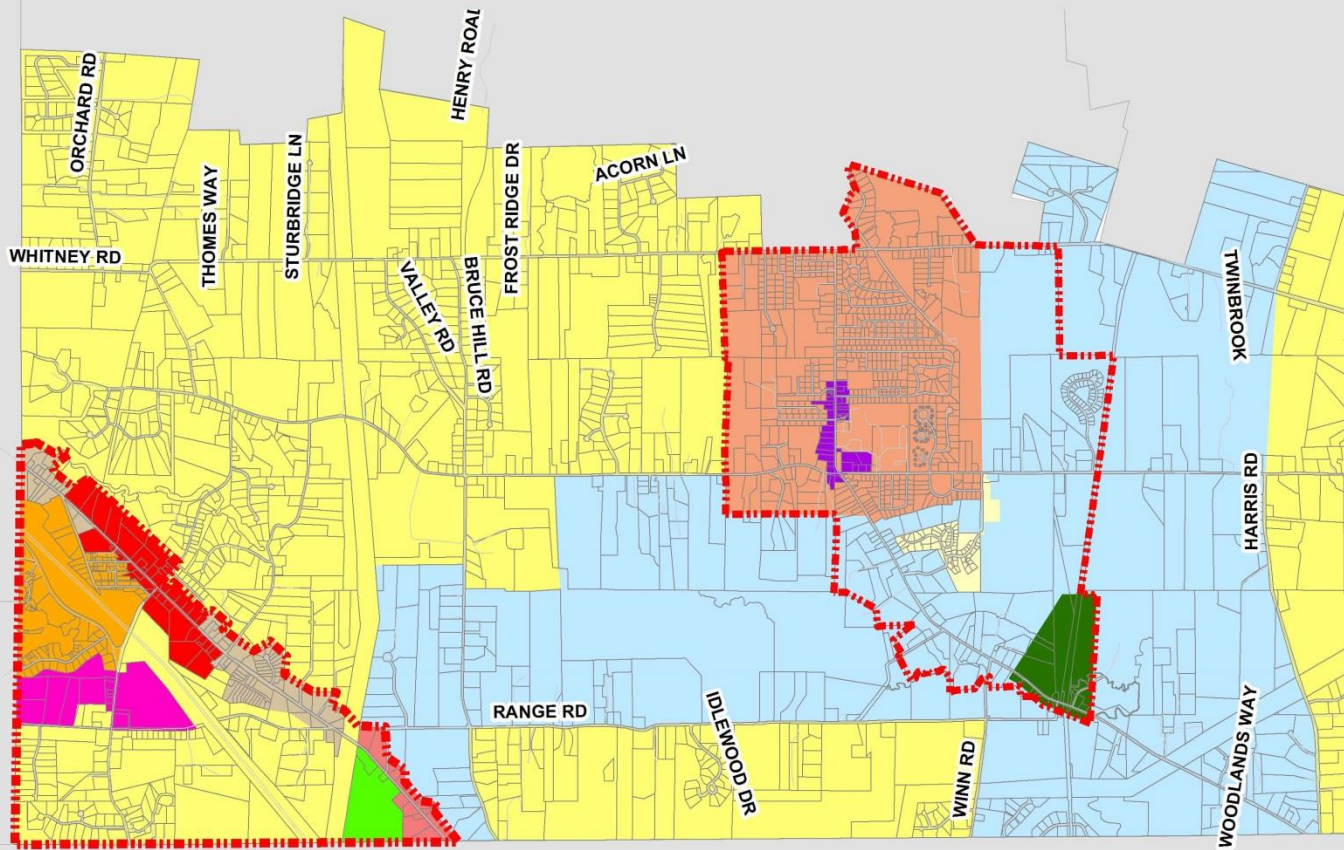 HENRY ROAD
ORCHARD RD
THOMES WAY
STURBRIDGE LN
FROST RIDGE DR
ACORN LN
WHITNEY RD
VALLEY RD
BRUCE HILL RD
TWINBROOK
HARRIS RD
RANGE RD
IDLEWOOD DR
WINN RD
WOODLANDS WAY